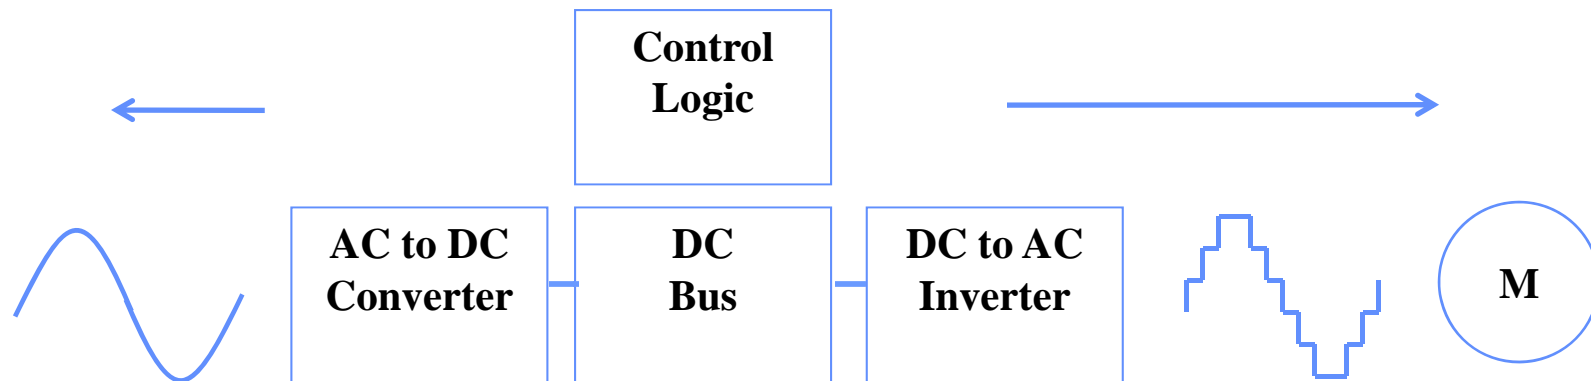 Control
Logic
AC to DC
Converter
DC
Bus
DC to AC
Inverter
M